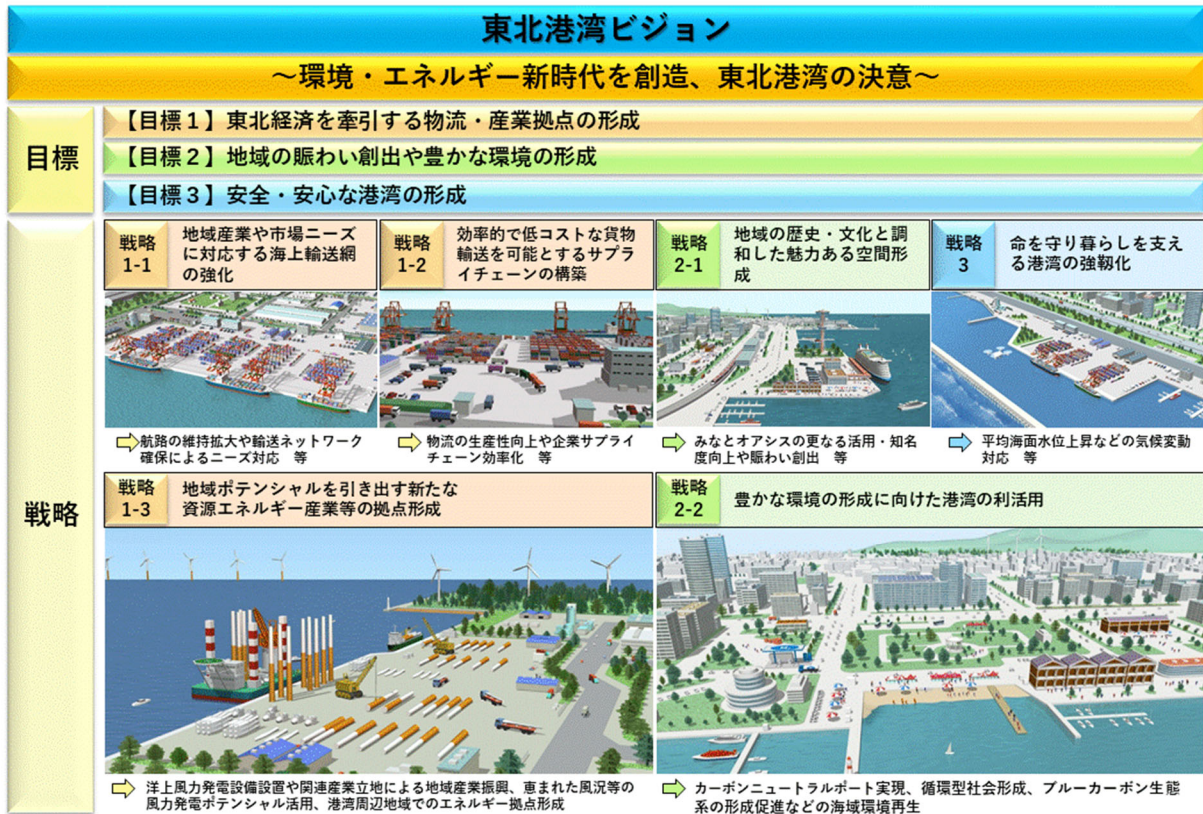 東北港湾ビジョン
～環境・エネルギー新時代を創造、東北港湾の決意～
目標
【目標１】東北経済を牽引する物流・産業拠点の形成
【目標２】地域の賑わい創出や豊かな環境の形成
【目標３】安全・安心な港湾の形成
戦略
戦略
1-1
地域産業や市場ニーズ
に対応する海上輸送網
の強化
航路の維持拡大や輸送ネットワーク
確保によるニーズ対応　等
戦略
1-2
効率的で低コストな貨物
輸送を可能とするサプラ
イチェーンの構築
物流の生産性向上や企業サプライ
チェーン効率化　等
戦略
2-1
地域の歴史・文化と調
和した魅力ある空間形
成
みなとオアシスの更なる活用・知名
度向上や賑わい創出　等
戦略
3
命を守り暮らしを支え
る港湾の強靱化
平均海面水位上昇などの気候変動
対応　等
戦略
1-3
地域ポテンシャルを引き出す新たな
資源エネルギー産業等の拠点形成
洋上風力発電設備設置や関連産業立地による地域産業振興、恵まれた風況等の
風力発電ポテンシャル活用、港湾周辺地域でのエネルギー拠点形成
戦略
2-2
豊かな環境の形成に向けた港湾の利活用
カーボンニュートラルポート実現、循環型社会形成、ブルーカーボン生態
系の形成促進などの海域環境再生